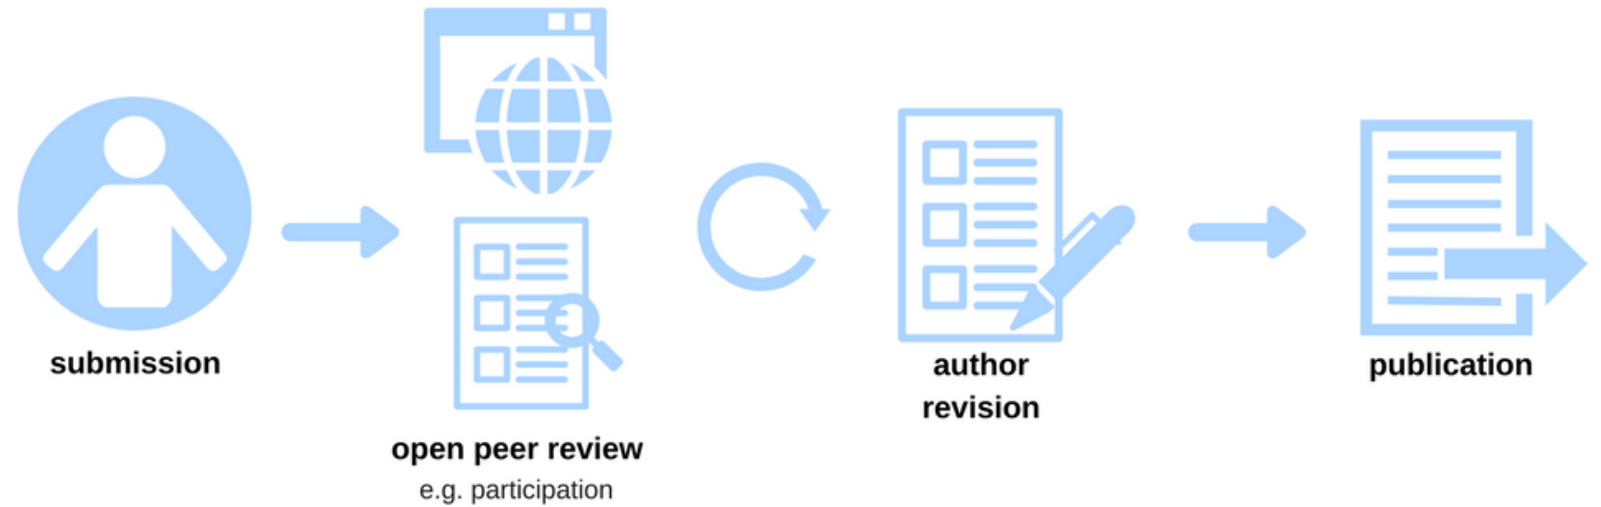 submission
open peer review
e.g. participation
author
revision
publication